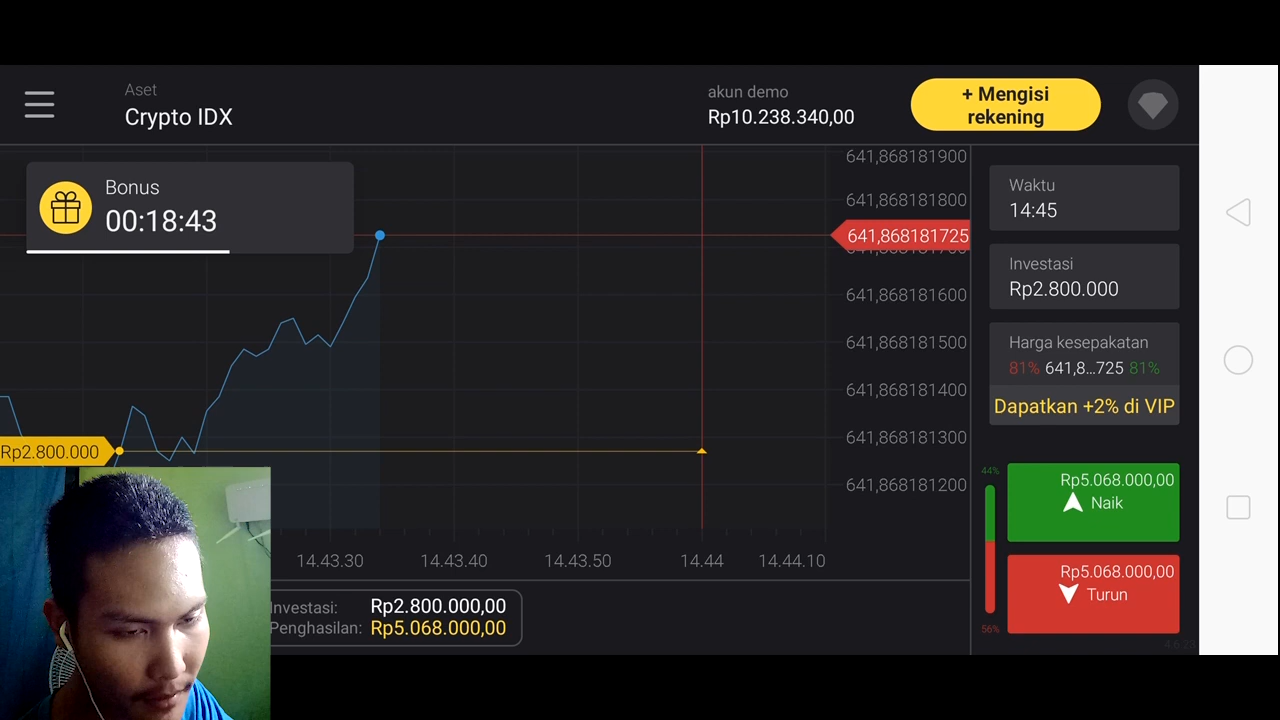 Aset
Crypto IDX
akun demo
Rp10.238.340,00
+ Mengisi
rekening
Bonus
00:18:43
641,868181900
641,868181800
641,868181725
641,868181600
641,868181500
641,868181400
641,868181300
641,868181200
Rp2.800.000
14.43.30
14.43.40
14.43.50
14.44
14.44.10
Investasi:
Rp2.800.000,00
Penghasilan:
Rp5.068.000,00
Waktu
14:45
Investasi
Rp2.800.000
Harga kesepakatan
81% 641,8...725 81%
Dapatkan +2% di VIP
44%
Rp5.068.000,00
Naik
Rp5.068.000,00
Turun
56%